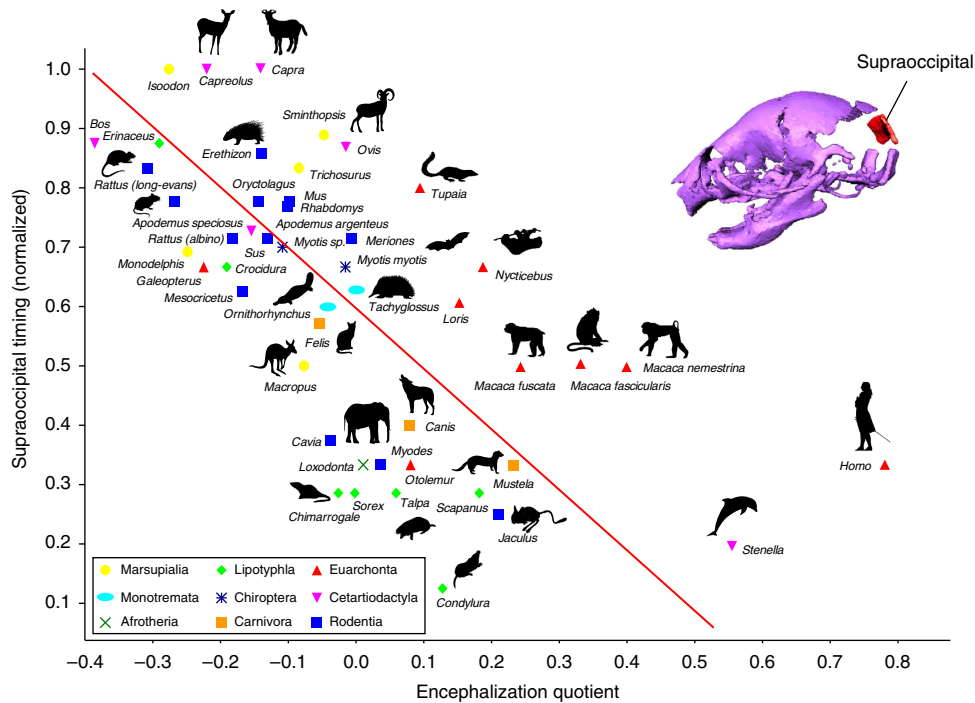 Supraoccipital
Isoodon
Capreolus
Capra
Sminthopsis
Bos
Erinaceus
Ovis
Erethizon
Trichosurus
Rattus (long-evans)
Oryctolagus
Mus
Tupaia
Rhabdomys
Apodemus speciosus
Apodemus argenteus
Rattus (albino)
Sus
Myotis sp.
Meriones
Monodelphis
Crocidura
Myotis myotis
Nycticebus
Galeopterus
Mesocricetus
Ornithorhynchus
Tachyglossus
Loris
Felis
Macropus
Macaca fuscata
Macaca fascicularis
Macaca nemestrina
Canis
Cavia
Myodes
Loxodonta
Otolemur
Mustela
Homo
Chimarrogale
Sorex
Talpa
Scapanus
Jaculus
Stenella
Condylura
Supraoccipital timing (normalized)
1.0
0.9
0.8
0.7
0.6
0.5
0.4
0.3
0.2
0.1
Marsupialia
Lipotyphla
Euarchonta
Monotremata
Chiroptera
Cetartiodactyla
Afrotheria
Carnivora
Rodentia
–0.4 –0.3 –0.2 –0.1 0.0 0.1 0.2 0.3 0.4 0.5 0.6 0.7 0.8
Encephalization quotient